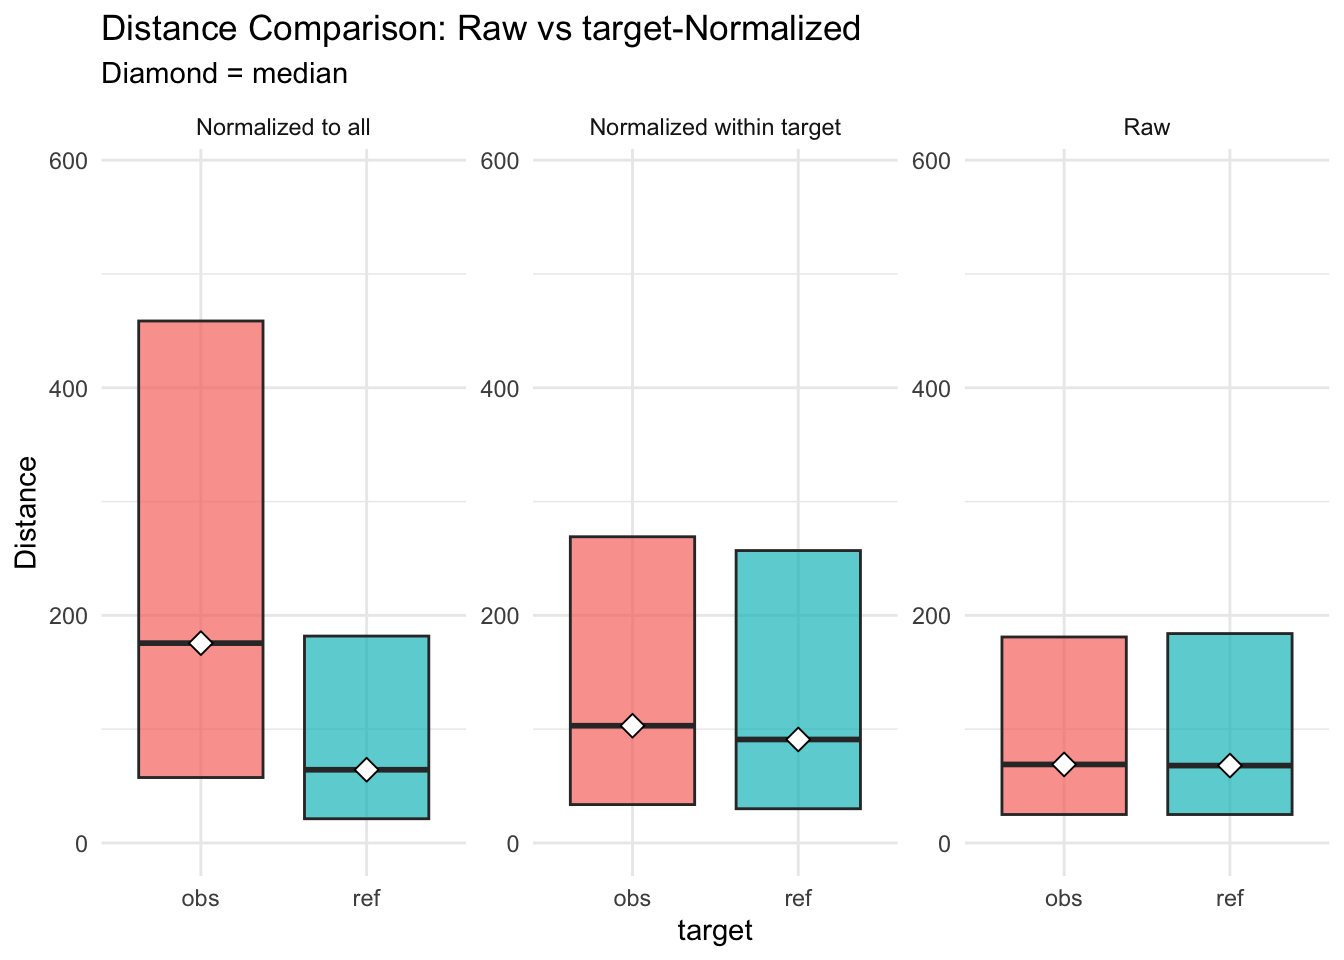 Distance Comparison: Raw vs target-Normalized
Diamond = median
Normalized to all
Normalized within target
Raw
Distance
600
400
200
0
600
400
200
0
600
400
200
0
obs
ref
obs
ref
obs
ref
target